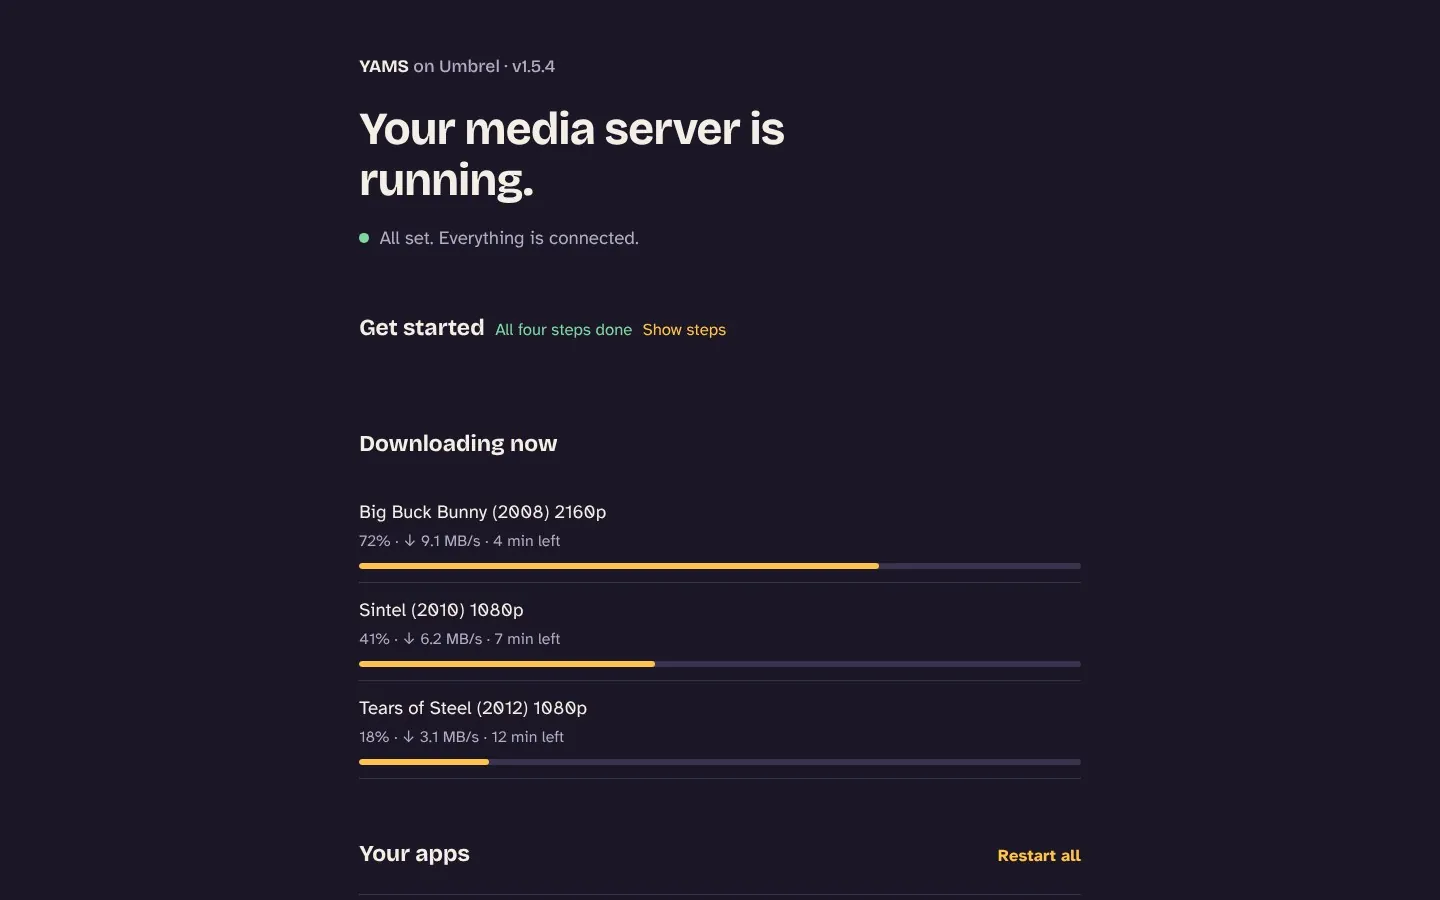 YAMS on Umbrel · v1.5.4
Your media server is
running.
All set. Everything is connected.
Get started All four steps done Show steps
Downloading now
Big Buck Bunny (2008) 2160p
72% · ↓ 9.1 MB/s · 4 min left
Sintel (2010) 1080p
41% · ↓ 6.2 MB/s · 7 min left
Tears of Steel (2012) 1080p
18% · ↓ 3.1 MB/s · 12 min left
Your apps Restart all